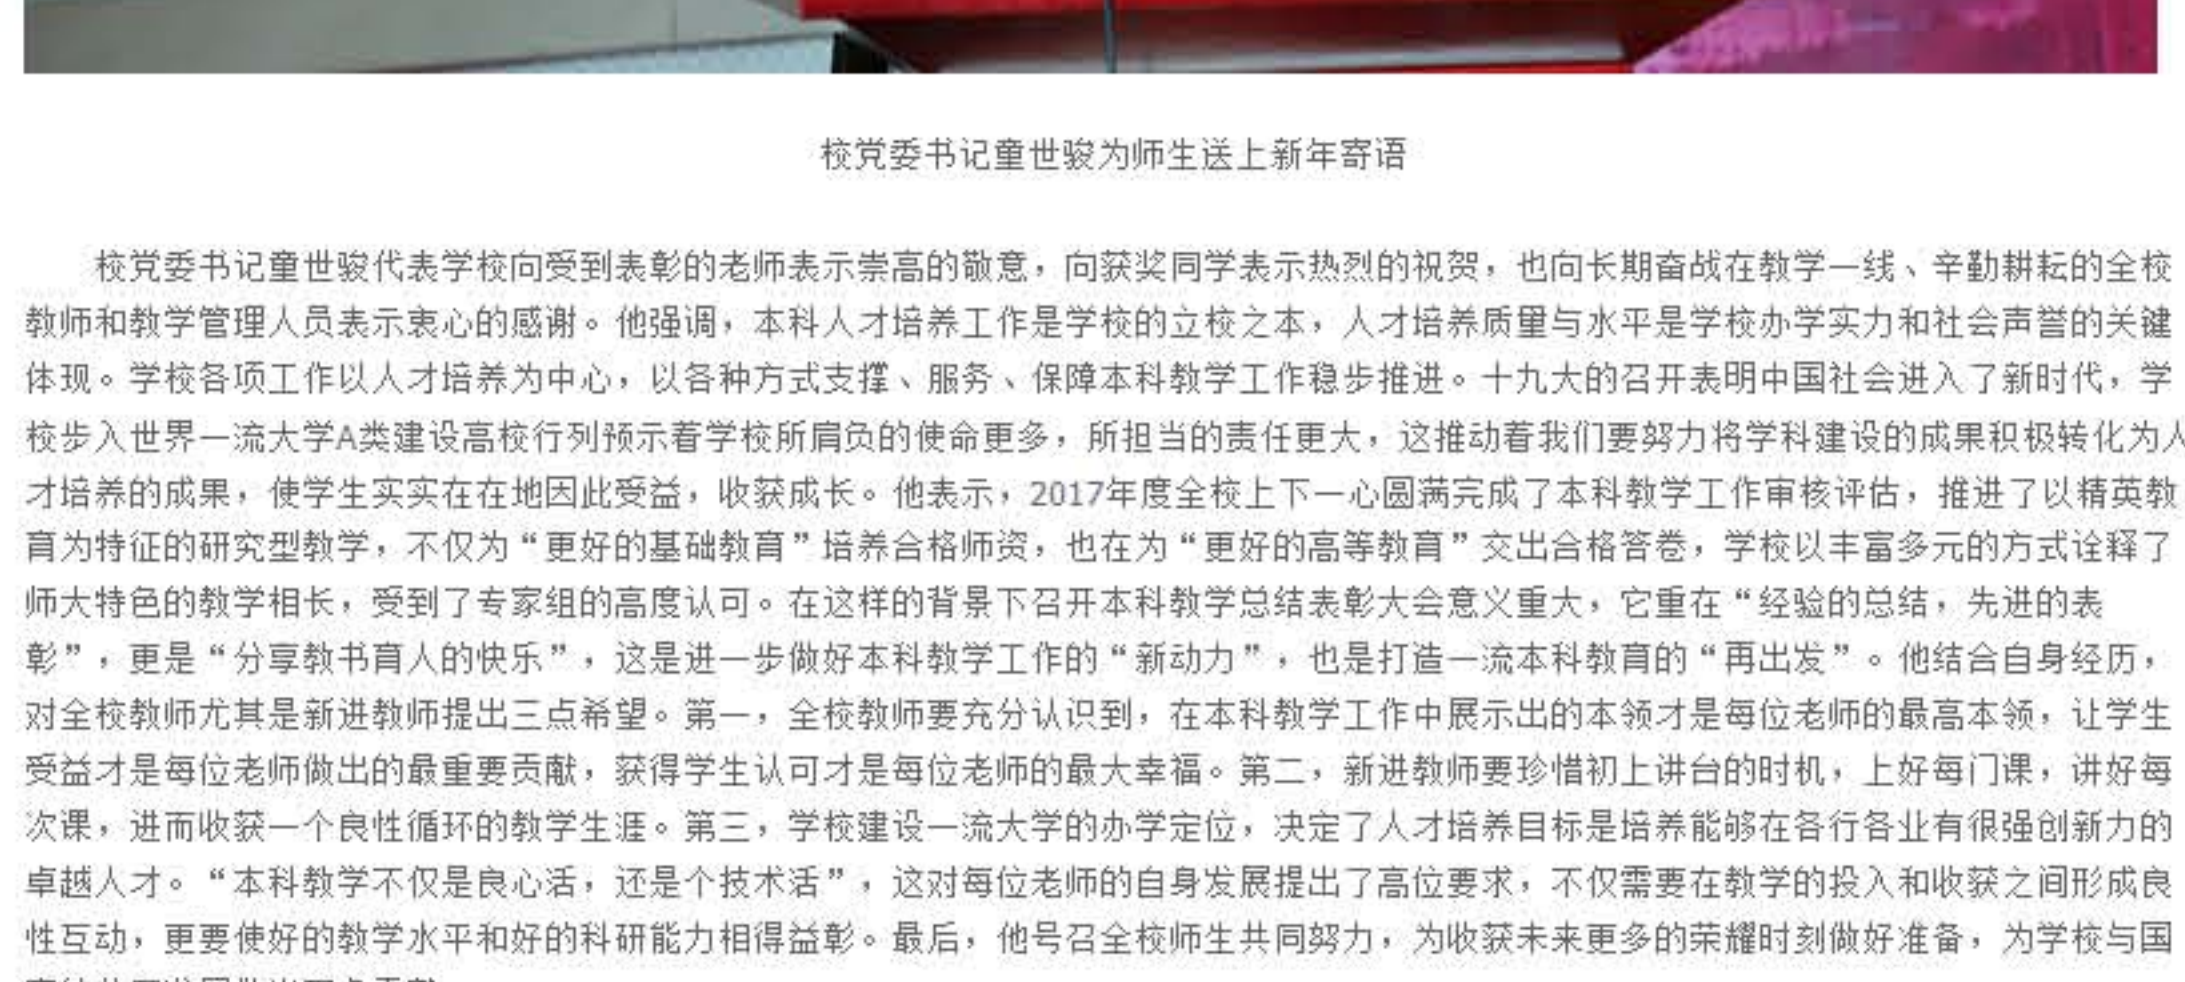 校党委书记童世骏为师生送上新年寄语
校党委书记童世骏代表学校向受到表彰的老师表示崇高的敬意，向获奖同学表示热烈的祝贺，也向长期奋战在教学一线、辛勤耕耘的全校
教师和教学管理人员表示衷心的感谢。他强调，本科人才培养工作是学校的立校之本，人才培养质量与水平是学校办学实力和社会声誉的关键
体现。学校各项工作以人才培养为中心，以各种方式支撑、服务、保障本科教学工作稳步推进。十九大的召开表明中国社会进入了新时代，学
校步入世界一流大学A类建设高校行列预示着学校所肩负的使命更多，所担当的责任更大，这推动着我们要努力将学科建设的成果积极转化为人
才培养的成果，使学生实实在在地因此受益，收获成长。他表示，2017年度全校上下一心圆满完成了本科教学工作审核评估，推进了以精英教
育为特征的研究型教学，不仅为“更好的基础教育”培养合格师资，也在为“更好的高等教育”交出合格答卷，学校以丰富多元的方式诠释了
师大特色的教学相长，受到了专家组的高度认可。在这样的背景下召开本科教学总结表彰大会意义重大，它重在“经验的总结，先进的表
彰”，更是“分享教书育人的快乐”，这是进一步做好本科教学工作的“新动力”，也是打造一流本科教育的“再出发”。他结合自身经历，
对全校教师尤其是新进教师提出三点希望。第一，全校教师要充分认识到，在本科教学工作中展示出的本领才是每位老师的最高本领，让学生
受益才是每位老师做出的最重要贡献，获得学生认可才是每位老师的最大幸福。第二，新进教师要珍惜初上讲台的时机，上好每门课，讲好每
次课，进而收获一个良性循环的教学生涯。第三，学校建设一流大学的办学定位，决定了人才培养目标是培养能够在各行各业有很强创新力的
卓越人才。“本科教学不仅是良心活，还是个技术活”，这对每位老师的自身发展提出了高位要求，不仅需要在教学的投入和收获之间形成良
性互动，更要使好的教学水平和好的科研能力相得益彰。最后，他号召全校师生共同努力，为收获未来更多的荣耀时刻做好准备，为学校与国